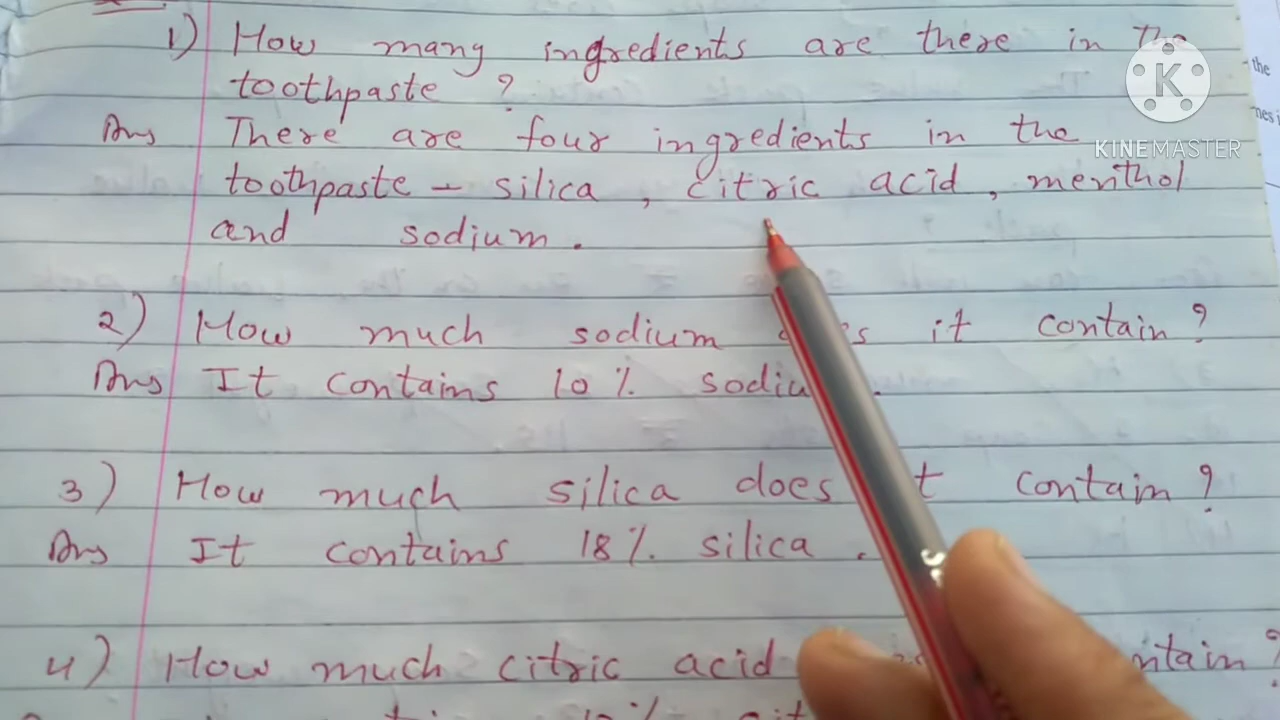 1) How many ingredients are there in the
toothpaste ?
Ans There are four ingredients in the
toothpaste – silica, citric acid, menthol
and sodium.
2) How much sodium it contain?
Ans It contains 10% sodiu
3) How much silica does contain?
Ans It contains 18% silica.
4) How much citric acid
K
KINEMASTER
the